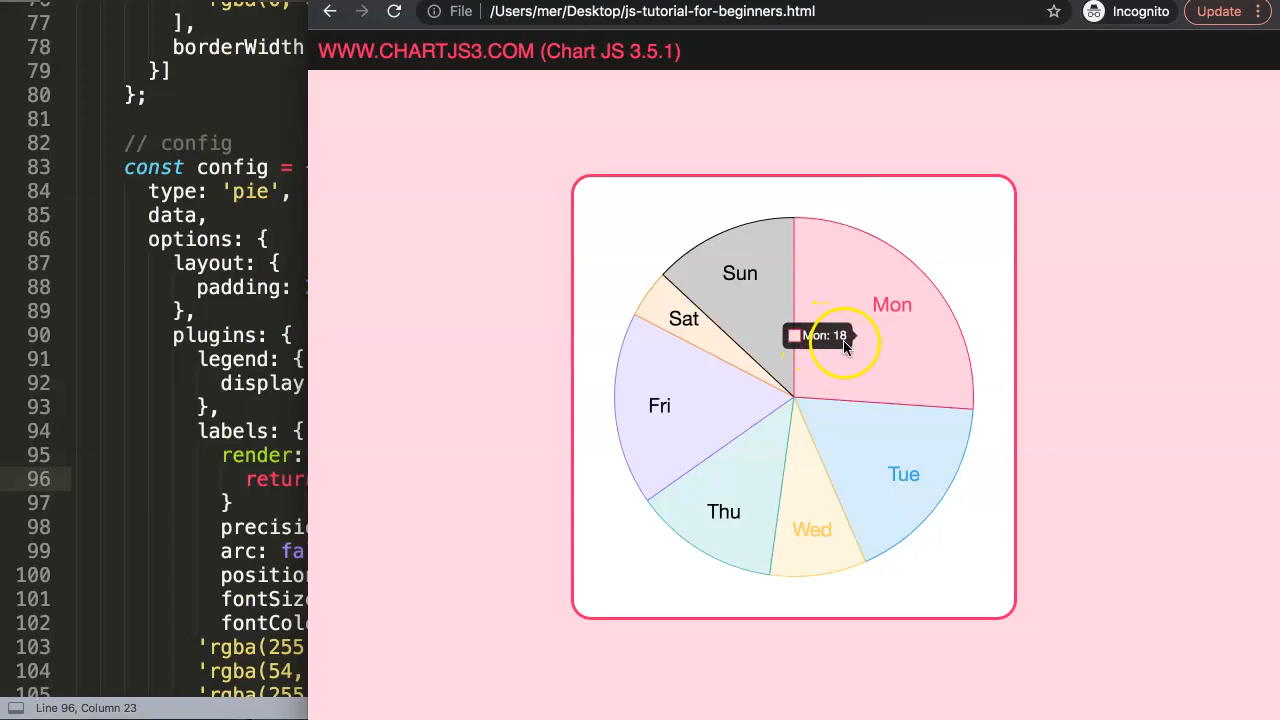 77 ],
78 borderWidth
79 }]
80 };
81
82 // config
83 const config =
84 type: 'pie',
85 data,
86 options: {
87 layout: {
88 padding:
89 },
90 plugins: {
91 legend: {
92 display
93 },
94 labels: {
95 render:
96 retur
97 }
98 precisi
99 arc: fa
100 position
101 fontSiz
102 fontCol
103 'rgba(255
104 'rgba(54,
105 'rgba(255
Line 96, Column 23
File /Users/mer/Desktop/js-tutorial-for-beginners.html Incognito Update
WWW.CHARTJS3.COM (Chart JS 3.5.1)
Sun
Mon
Sat
Mon: 18
Fri
Tue
Thu
Wed